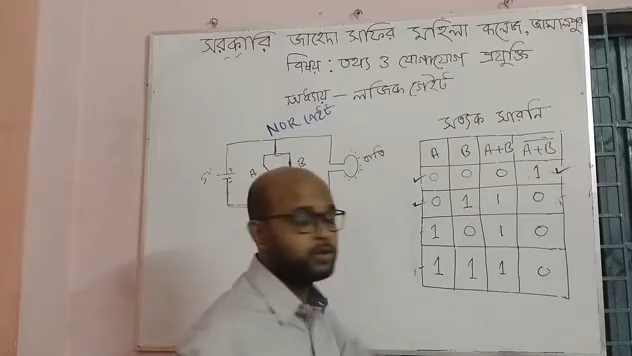 সরকারি জাহেদা সফির মহিলা কলেজ, জামালপুর
বিষয় : তথ্য ও যোগাযোগ প্রযুক্তি
অধ্যায় – লজিক গেইট
NOR গেইট
সত্যক সারনি
A B A+B A+B
0 0 0 1
0 1 1 0
1 0 1 0
1 1 1 0
A B বাতি